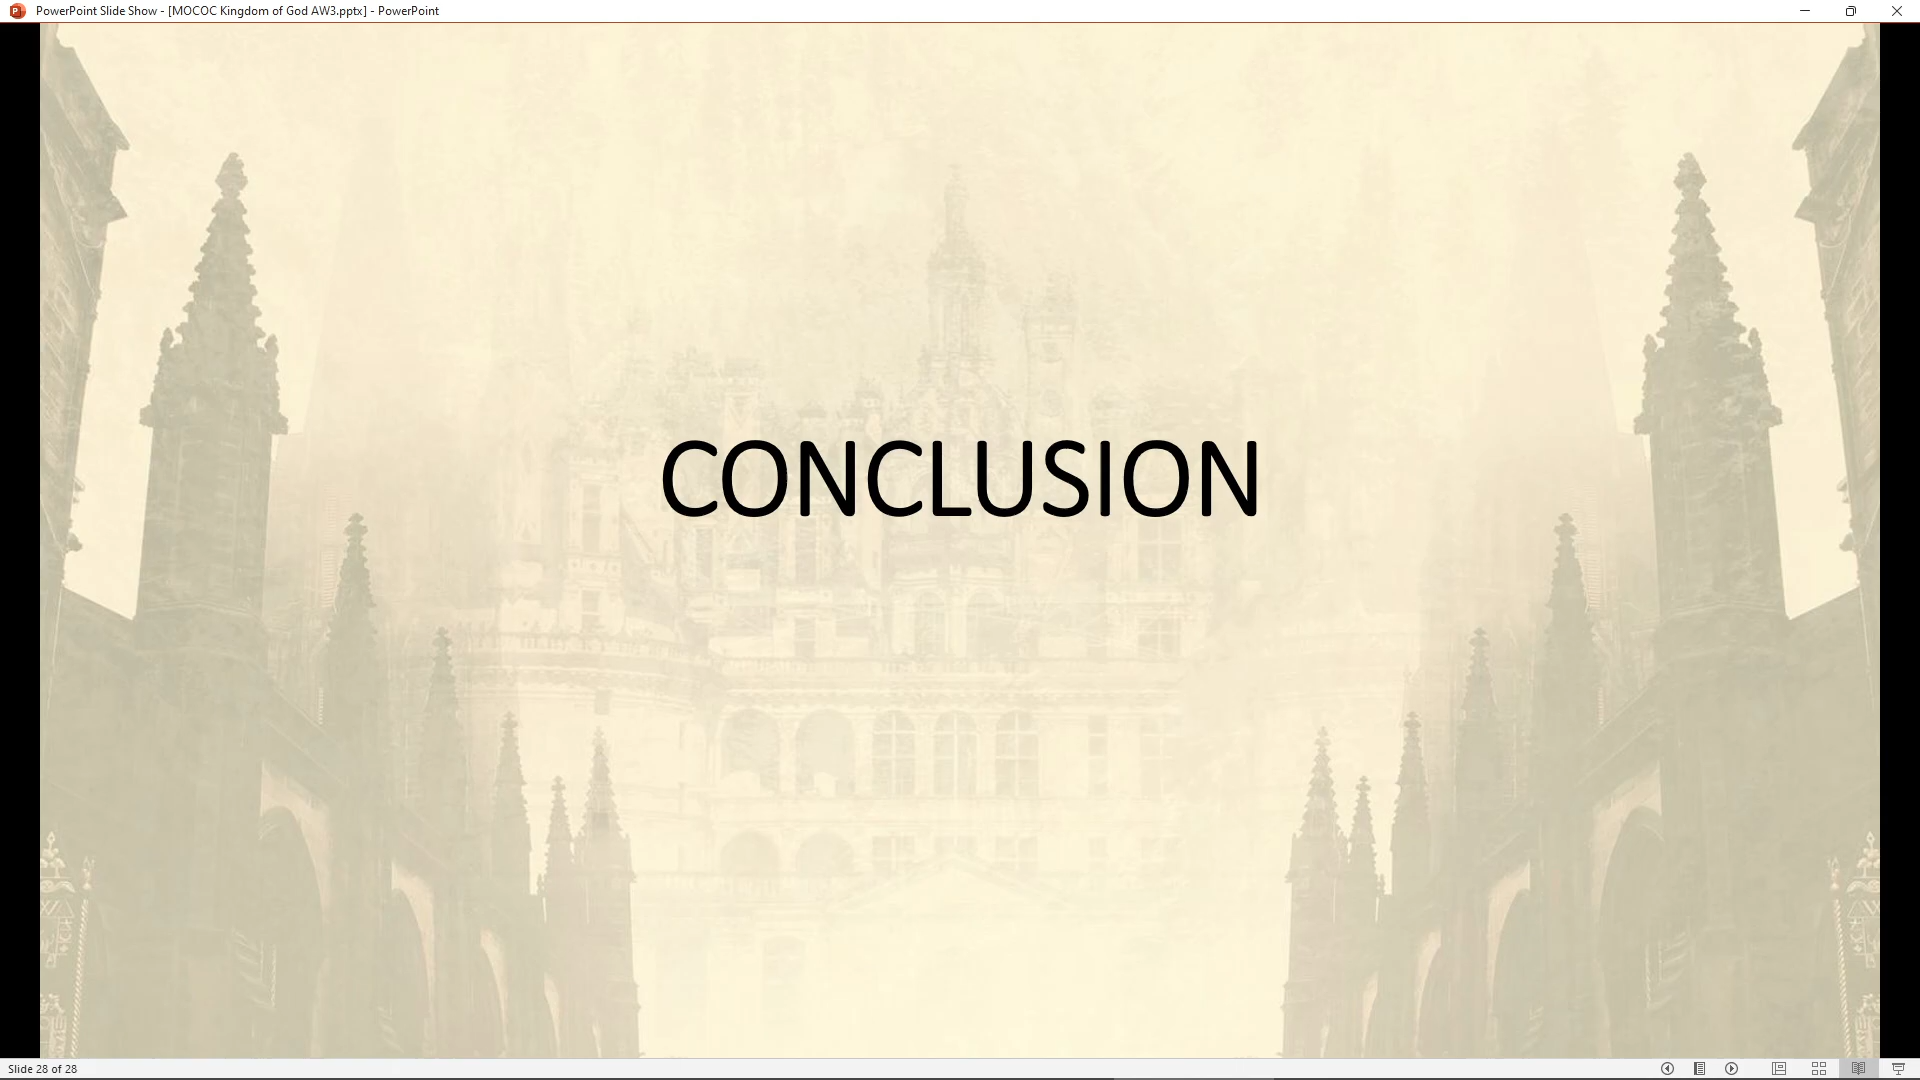 PowerPoint Slide Show - [MOCOC Kingdom of God AW3.pptx] - PowerPoint
CONCLUSION
Slide 28 of 28